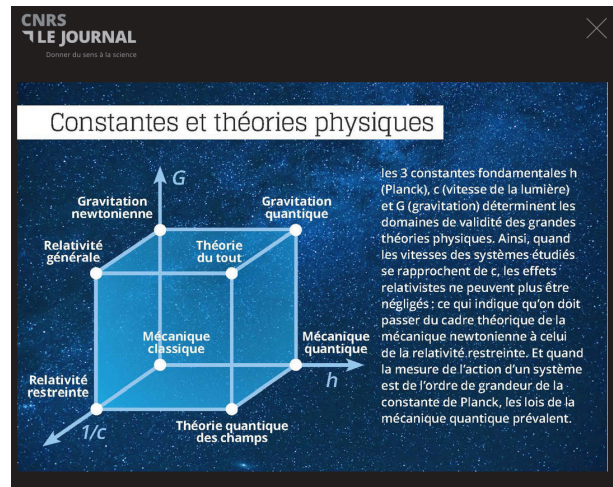 CNRS
LE JOURNAL
Donner du sens à la science
Constantes et théories physiques
G
Gravitation
newtonienne
Gravitation
quantique
Relativité
générale
Théorie
du tout
Mécanique
classique
Mécanique
quantique
h
Relativité
restreinte
1/c
Théorie quantique
des champs
les 3 constantes fondamentales h
(Planck), c (vitesse de la lumière)
et G (gravitation) déterminent les
domaines de validité des grandes
théories physiques. Ainsi, quand
les vitesses des systèmes étudiés
se rapprochent de c, les effets
relativistes ne peuvent plus être
négligés : ce qui indique qu'on doit
passer du cadre théorique de la
mécanique newtonienne à celui
de la relativité restreinte. Et quand
la mesure de l'action d'un système
est de l'ordre de grandeur de la
constante de Planck, les lois de la
mécanique quantique prévalent.